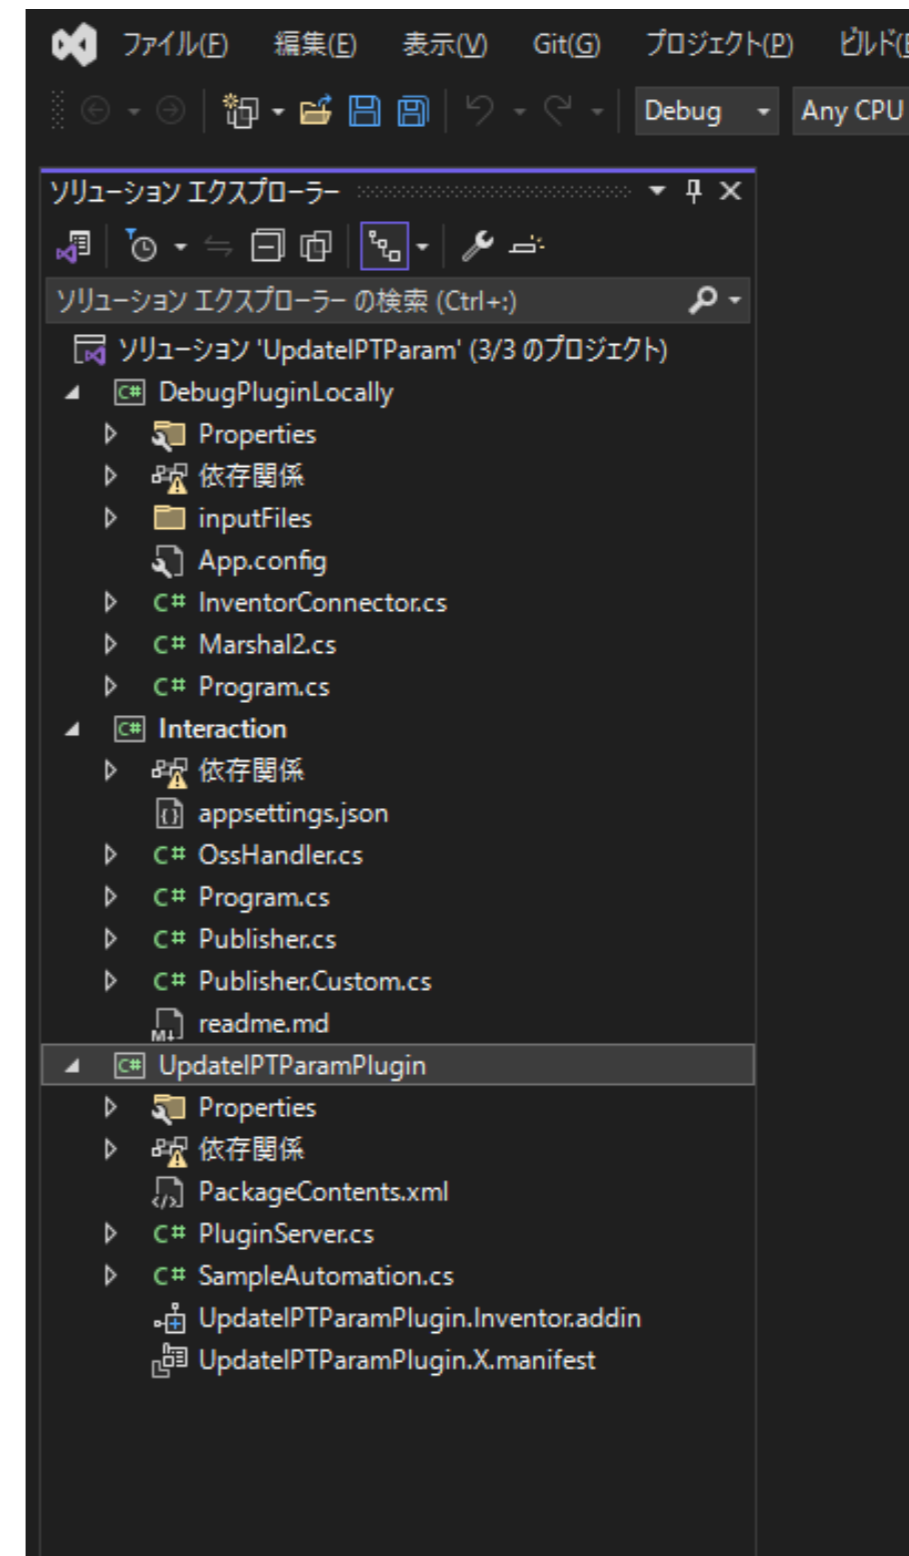 ファイル(F) 編集(E) 表示(V) Git(G) プロジェクト(P) ビルド(
Debug Any CPU
ソリューション エクスプローラー
ソリューション エクスプローラー の検索 (Ctrl+:)
ソリューション 'UpdateIPTParam' (3/3 のプロジェクト)
C# DebugPluginLocally
Properties
依存関係
inputFiles
App.config
C# InventorConnector.cs
C# Marshal2.cs
C# Program.cs
C# Interaction
依存関係
appsettings.json
C# OssHandler.cs
C# Program.cs
C# Publisher.cs
C# Publisher.Custom.cs
readme.md
C# UpdateIPTParamPlugin
Properties
依存関係
PackageContents.xml
C# PluginServer.cs
C# SampleAutomation.cs
UpdateIPTParamPlugin.Inventor.addin
UpdateIPTParamPlugin.X.manifest